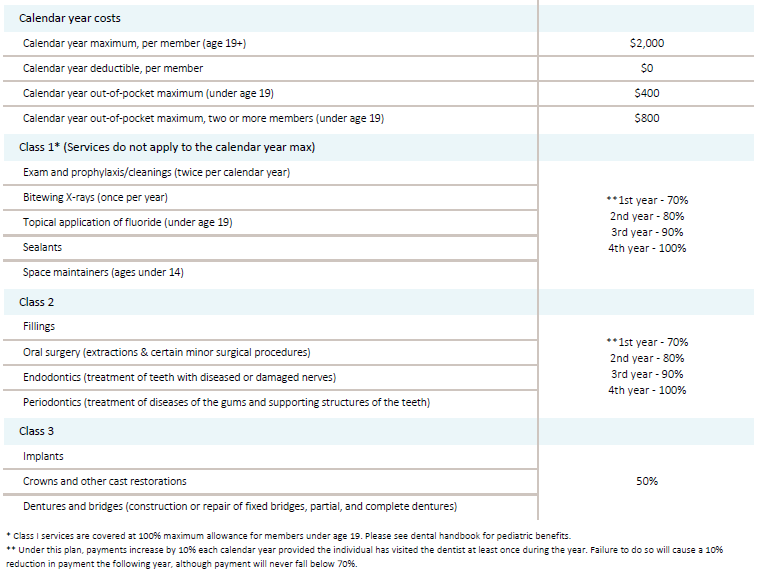 Calendar year costs
Calendar year maximum, per member (age 19+) $2,000
Calendar year deductible, per member $0
Calendar year out-of-pocket maximum (under age 19) $400
Calendar year out-of-pocket maximum, two or more members (under age 19) $800
Class 1* (Services do not apply to the calendar year max)
Exam and prophylaxis/cleanings (twice per calendar year)
Bitewing X-rays (once per year)
Topical application of fluoride (under age 19)
Sealants
Space maintainers (ages under 14)
**1st year - 70%
2nd year - 80%
3rd year - 90%
4th year - 100%
Class 2
Fillings
Oral surgery (extractions & certain minor surgical procedures)
Endodontics (treatment of teeth with diseased or damaged nerves)
Periodontics (treatment of diseases of the gums and supporting structures of the teeth)
**1st year - 70%
2nd year - 80%
3rd year - 90%
4th year - 100%
Class 3
Implants
Crowns and other cast restorations
Dentures and bridges (construction or repair of fixed bridges, partial, and complete dentures)
50%
* Class I services are covered at 100% maximum allowance for members under age 19. Please see dental handbook for pediatric benefits.
** Under this plan, payments increase by 10% each calendar year provided the individual has visited the dentist at least once during the year. Failure to do so will cause a 10%
reduction in payment the following year, although payment will never fall below 70%.